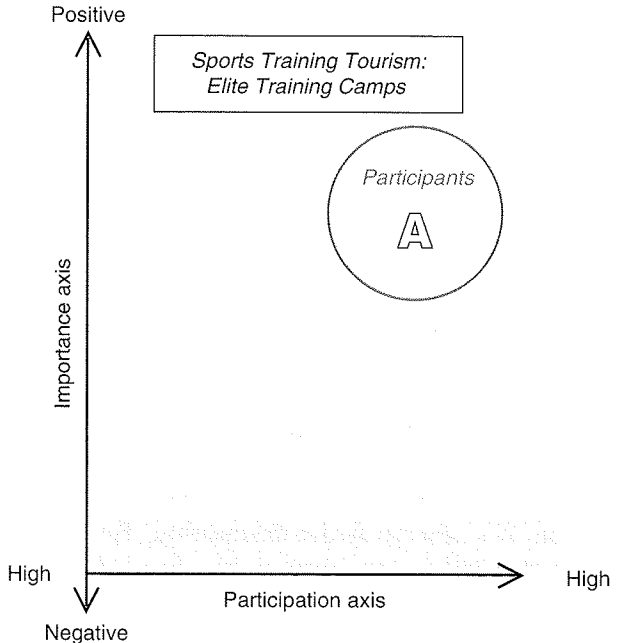 Positive
Sports Training Tourism:
Elite Training Camps
Participants
A
Importance axis
High
High
Participation axis
Negative